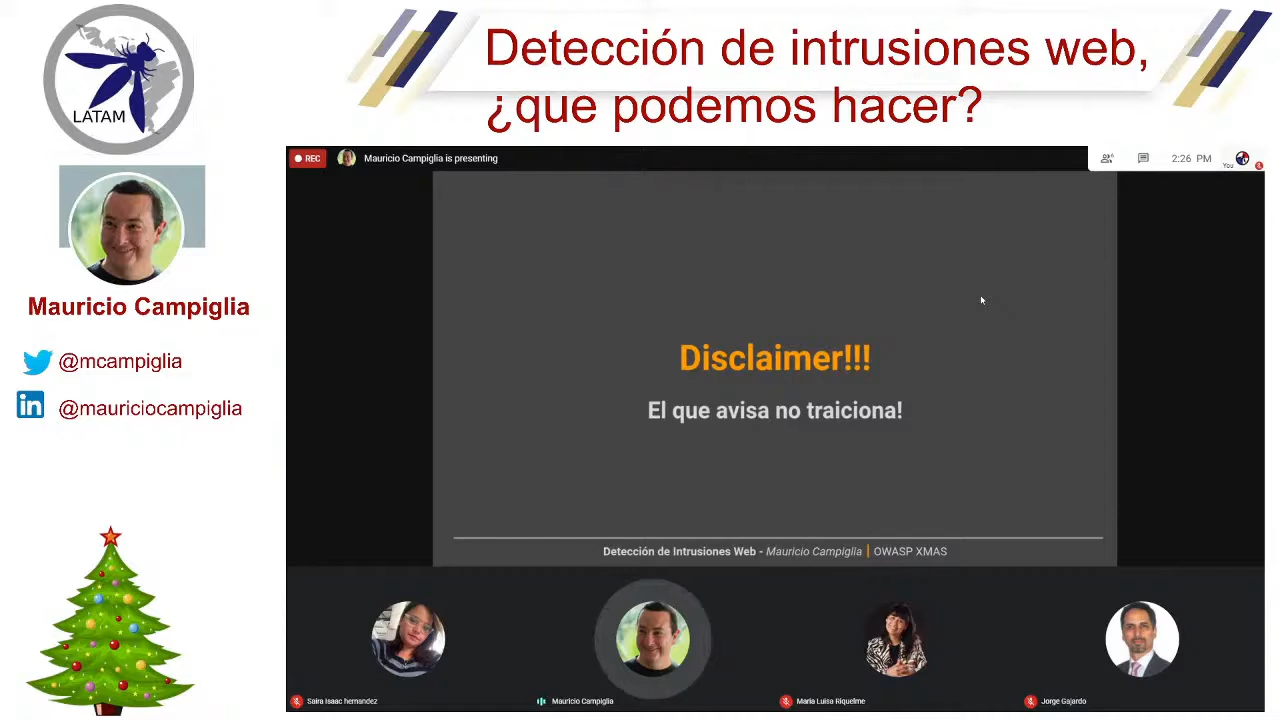 LATAM
Detección de intrusiones web,
¿que podemos hacer?
Mauricio Campiglia
@mcampiglia
in
@mauriciocampiglia
REC
Mauricio Campiglia is presenting
2:26 PM
You
Disclaimer!!!
El que avisa no traiciona!
Detección de Intrusiones Web - Mauricio Campiglia | OWASP XMAS
Saira Isaac hernandez
Mauricio Campiglia
Maria Luisa Riquelme
Jorge Gajardo